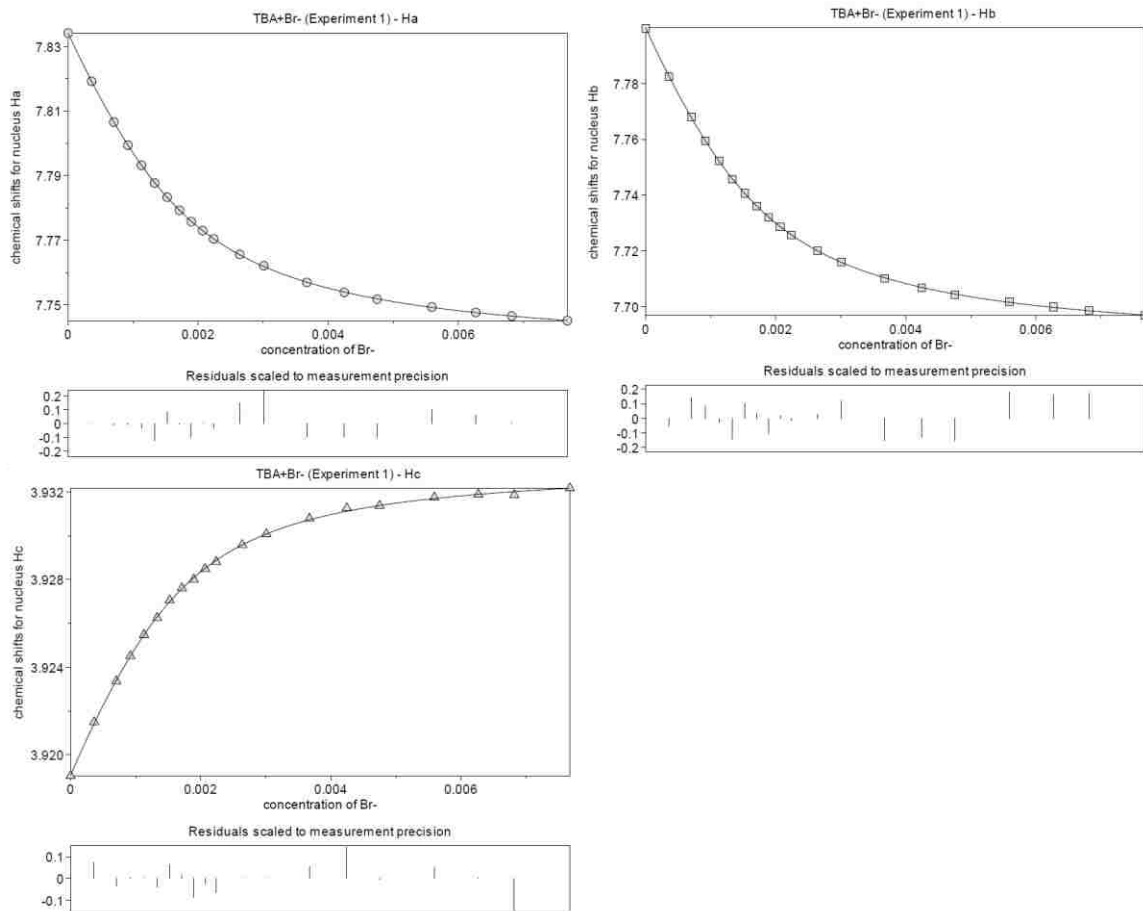 TBA+Br- (Experiment 1) - Ha
7.83
7.81
7.79
7.77
7.75
chemical shifts for nucleus Ha
0 0.002 0.004 0.006
concentration of Br-
Residuals scaled to measurement precision
0.2
0.1
0
-0.1
-0.2
TBA+Br- (Experiment 1) - Hb
7.78
7.76
7.74
7.72
7.70
chemical shifts for nucleus Hb
0 0.002 0.004 0.006
concentration of Br-
Residuals scaled to measurement precision
0.2
0.1
0
-0.1
-0.2
TBA+Br- (Experiment 1) - Hc
3.932
3.928
3.924
3.920
chemical shifts for nucleus Hc
0 0.002 0.004 0.006
concentration of Br-
Residuals scaled to measurement precision
0.1
0
-0.1